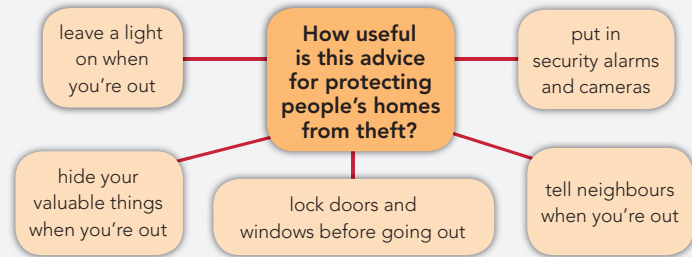 How useful
is this advice
for protecting
people's homes
from theft?
leave a light
on when
you're out
put in
security alarms
and cameras
hide your
valuable things
when you're out
lock doors and
windows before going out
tell neighbours
when you're out